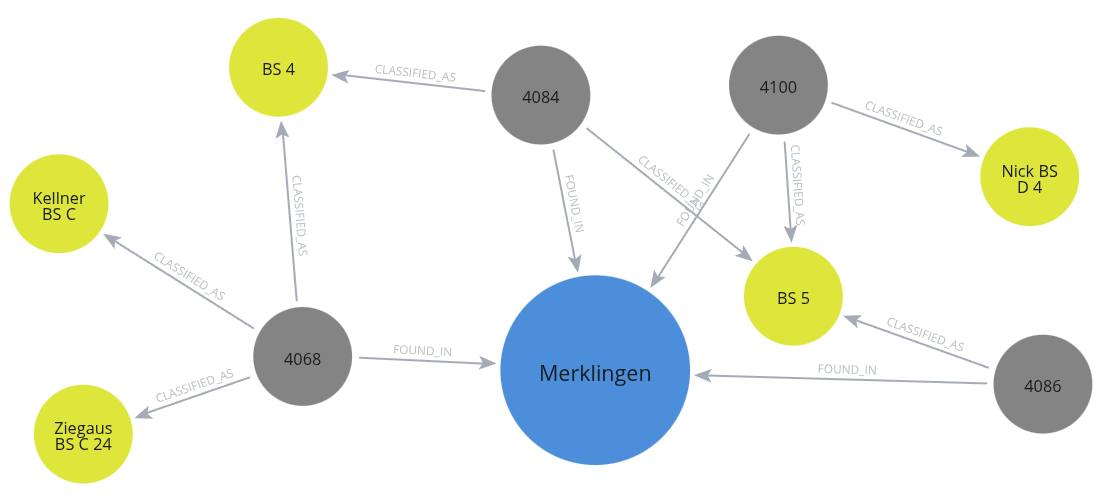 BS 4
CLASSIFIED_AS
4084
4100
CLASSIFIED_AS
Nick BS
D 4
CLASSIFIED_AS
FOUND_IN
CLASSIFIED_AS
FOUND_IN
CLASSIFIED_AS
Kellner
BS C
CLASSIFIED_AS
BS 5
CLASSIFIED_AS
4068
FOUND_IN
Merklingen
FOUND_IN
4086
CLASSIFIED_AS
Ziegaus
BS C 24